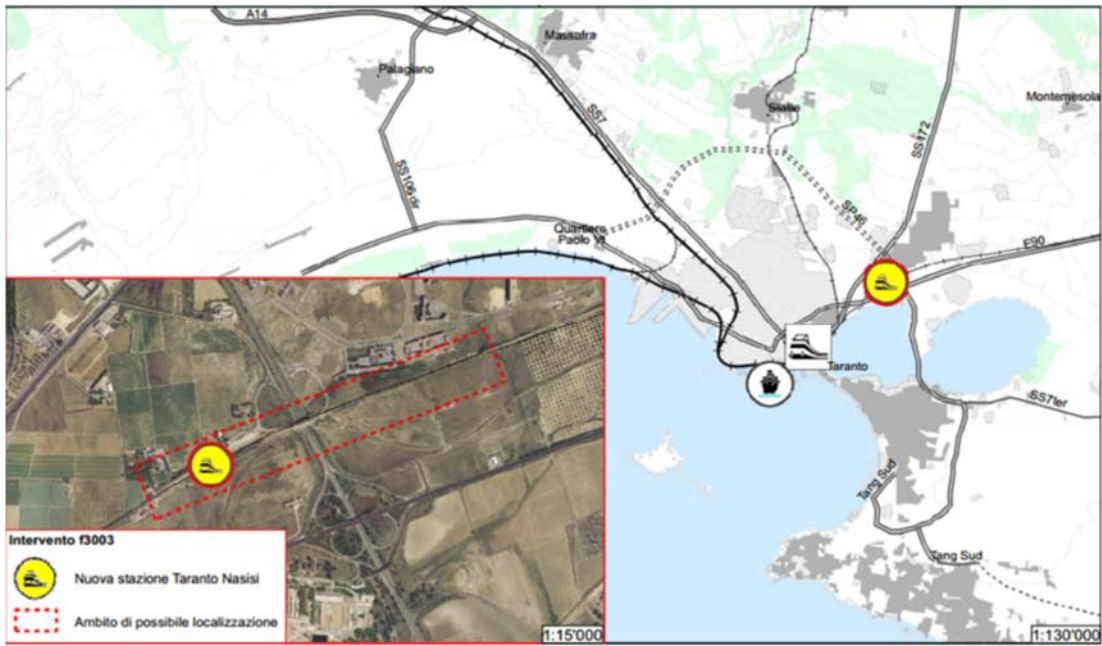 A14
Massafra
Palagiano
SS7
Statte
Montemesola
SS172
SS106dir
SP48
Quartiere
Paolo VI
E90
Taranto
SS7ter
Tang Sud
Tang Sud
Intervento f3003
Nuova stazione Taranto Nasisi
Ambito di possibile localizzazione
1:15'000
1:130'000